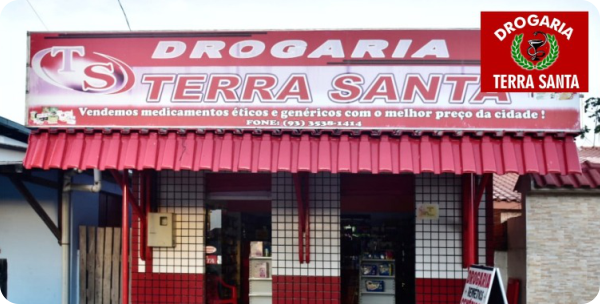 DROGARIA
TS
TERRA SANTA
Vendemos medicamentos éticos e genéricos com o melhor preço da cidade !
FONE: (93) 3538-1414
DROGARIA
TERRA SANTA
DROGARIA